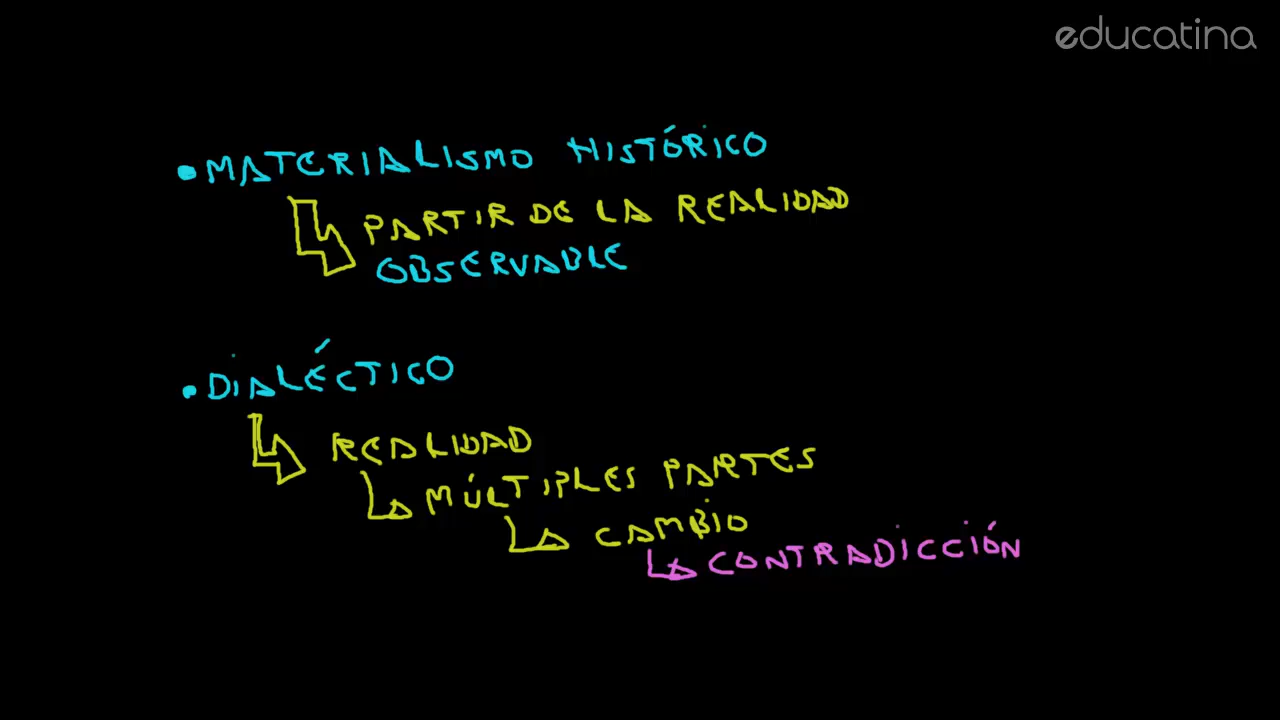 educatina
• MATERIALISMO HISTÓRICO
PARTIR DE LA REALIDAD
OBSERVABLE
• DIALÉCTICO
REALIDAD
MÚLTIPLES PARTES
CAMBIO
CONTRADICCIÓN